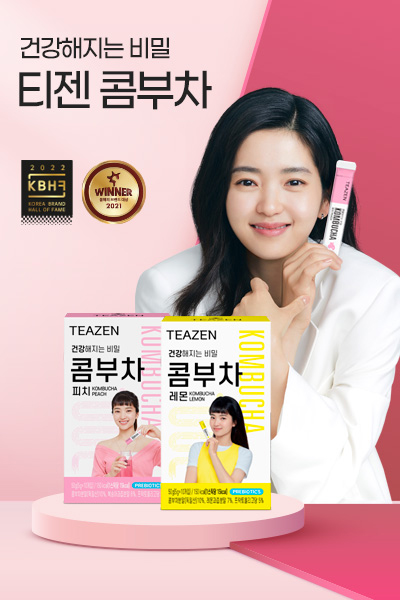 건강해지는 비밀
티젠 콤부차
2022
KBHF
KOREA BRAND
HALL OF FAME
WINNER
2021
TEAZEN
KOMBUCHA
TEAZEN
건강해지는 비밀
콤부차
피치 KOMBUCHA
PEACH
KOMBUCHA
PREBIOTICS
TEAZEN
건강해지는 비밀
콤부차
레몬 KOMBUCHA
LEMON
KOMBUCHA
PREBIOTICS